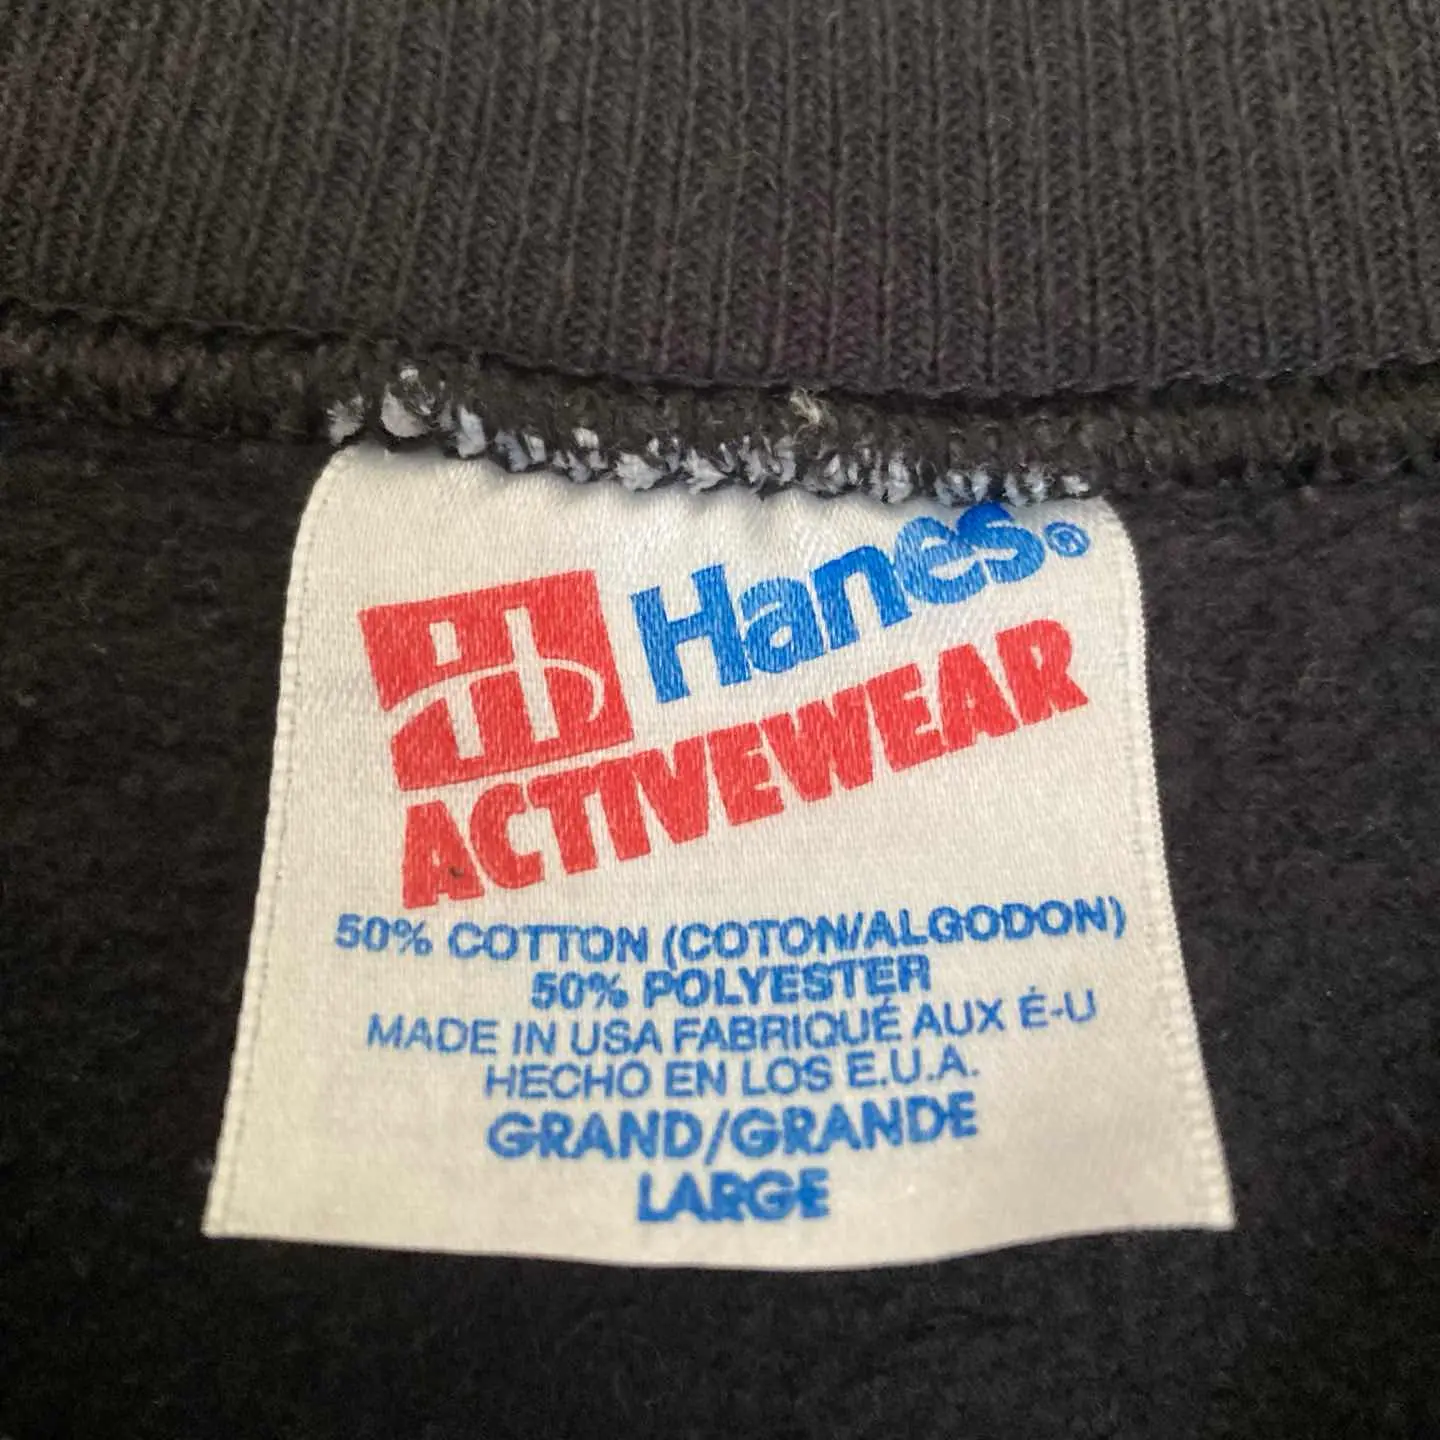 Hanes®
ACTIVEWEAR
50% COTTON (COTON/ALGODON)
50% POLYESTER
MADE IN USA FABRIQUÉ AUX É-U
HECHO EN LOS E.U.A.
GRAND/GRANDE
LARGE